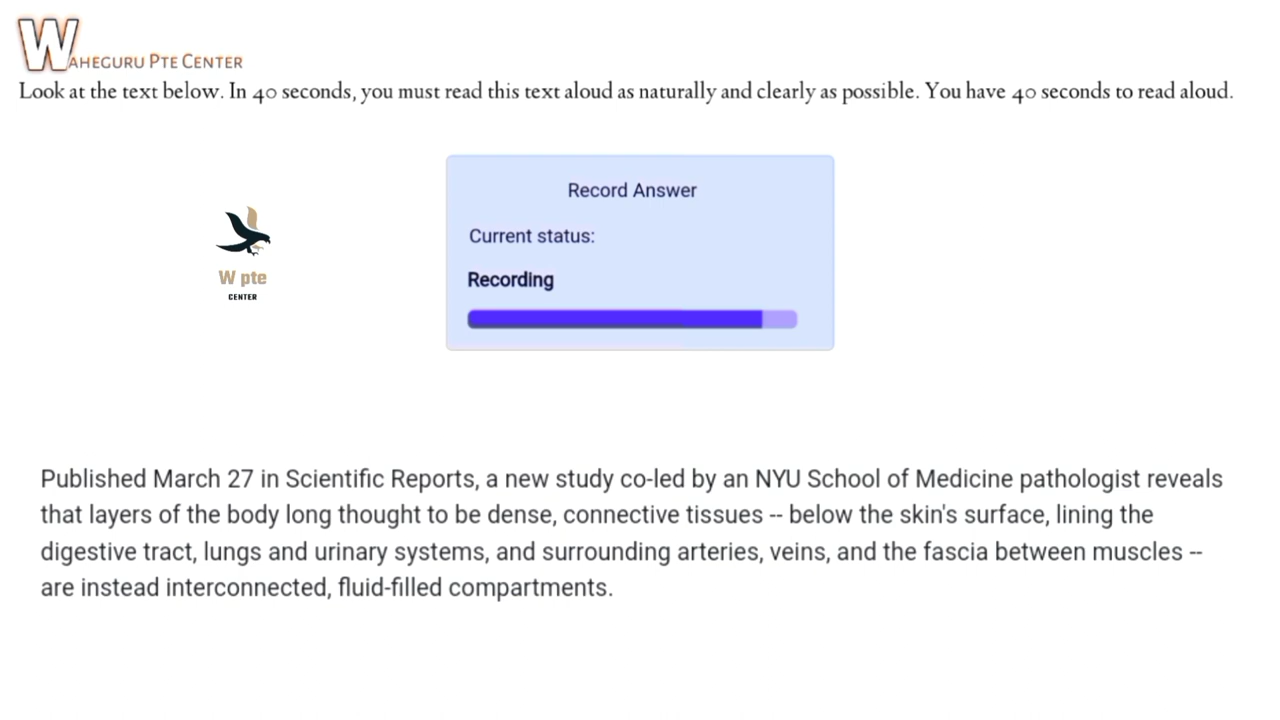 WAHEGURU PTE CENTER
Look at the text below. In 40 seconds, you must read this text aloud as naturally and clearly as possible. You have 40 seconds to read aloud.
Record Answer
Current status:
Recording
W pte
CENTER
Published March 27 in Scientific Reports, a new study co-led by an NYU School of Medicine pathologist reveals
that layers of the body long thought to be dense, connective tissues -- below the skin's surface, lining the
digestive tract, lungs and urinary systems, and surrounding arteries, veins, and the fascia between muscles --
are instead interconnected, fluid-filled compartments.